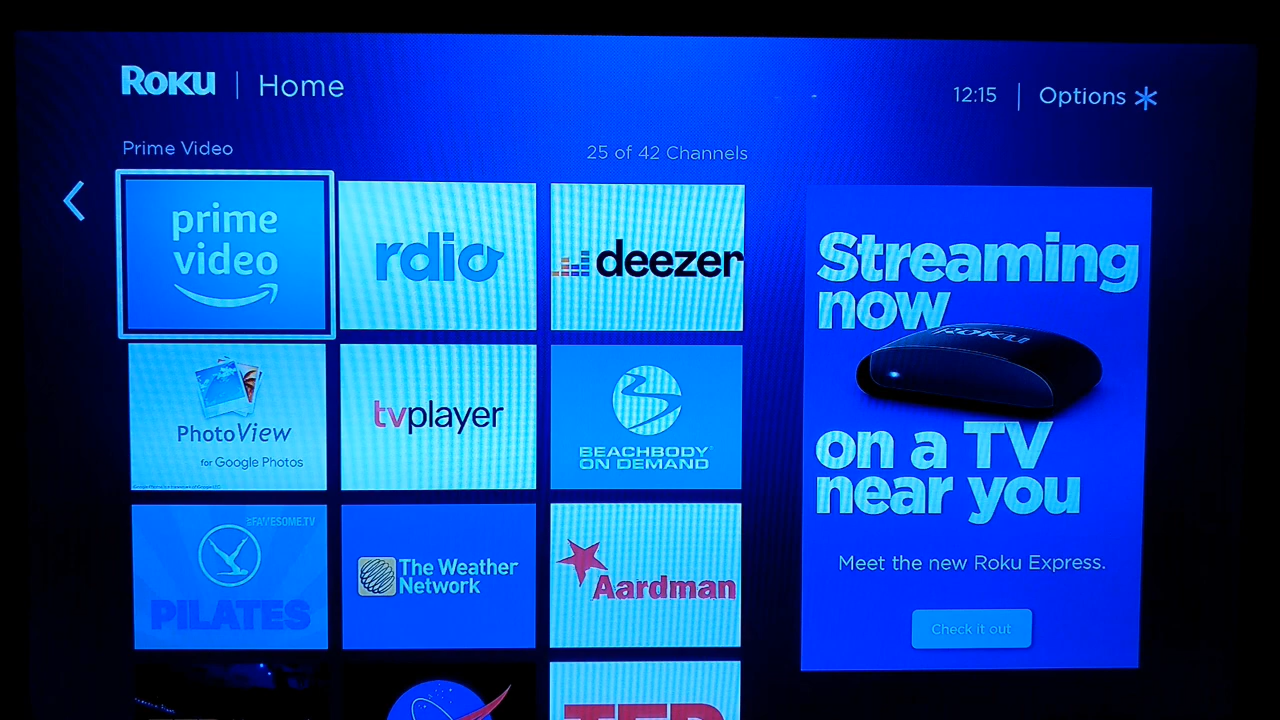 Roku | Home
12:15 | Options
Prime Video
25 of 42 Channels
prime
video
rdio
deezer
Streaming
now
ROKU
on a TV
near you
Meet the new Roku Express.
Check it out
PhotoView
for Google Photos
tvplayer
BEACHBODY
ON DEMAND
FAWESOME.TV
PILATES
The Weather
Network
Aardman
TED